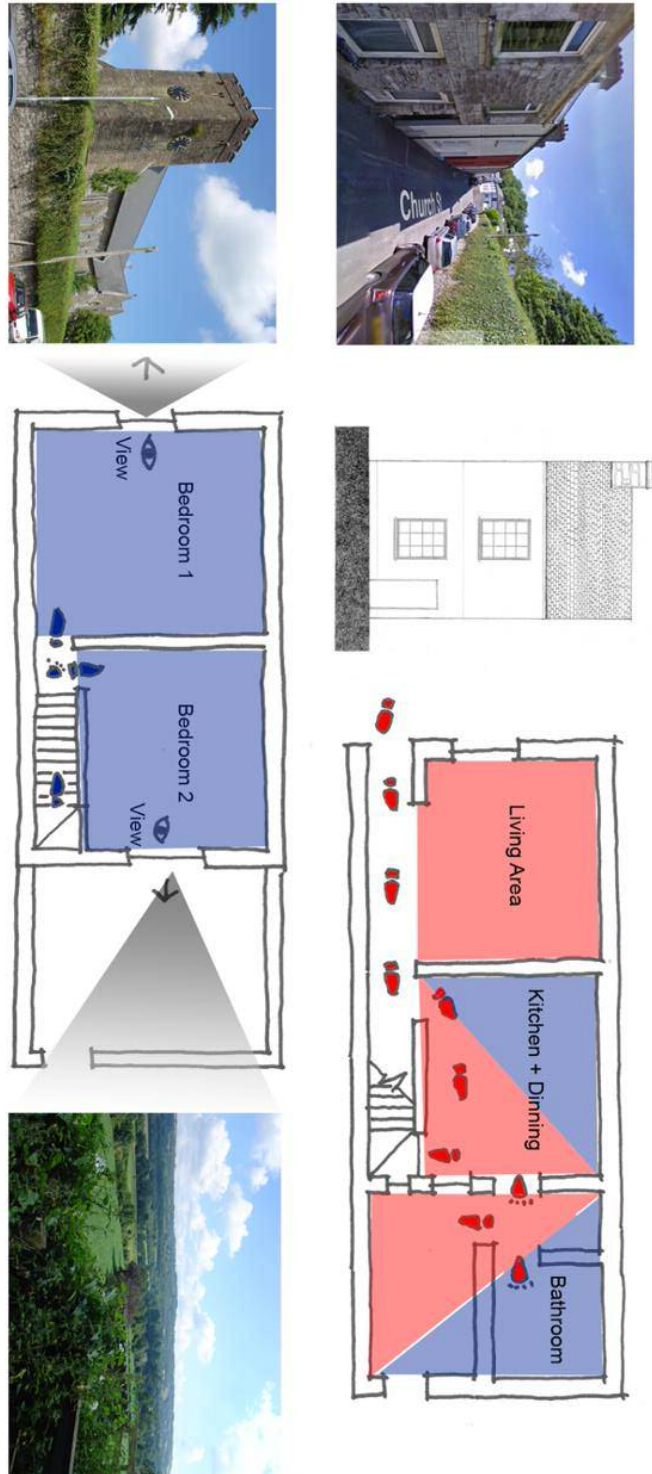 Church St
Living Area
Kitchen + Dinning
Bathroom
View
Bedroom 1
Bedroom 2
View